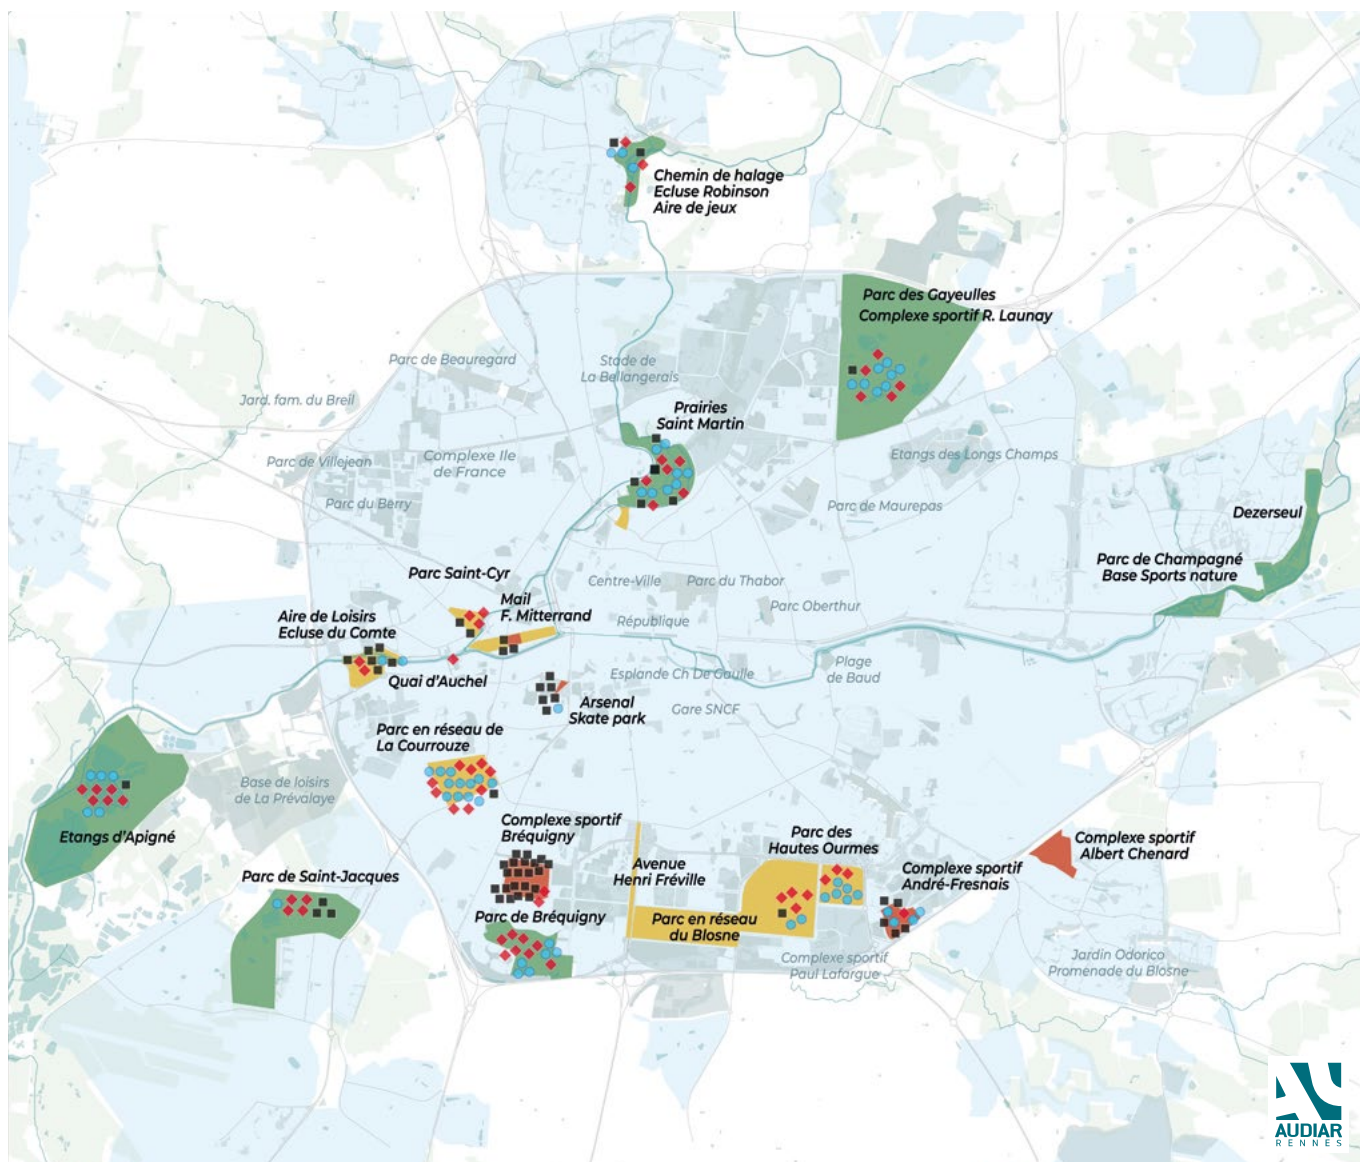 Chemin de halage
Ecluse Robinson
Aire de jeux
Parc des Gayeulles
Complexe sportif R. Launay
Parc de Beauregard
Stade de
La Bellangerais
Jard. fam. du Breil
Prairies
Saint Martin
Parc de Villejean
Complexe Ile
de France
Etangs des Longs Champs
Parc du Berry
Parc de Maurepas
Dezerseul
Parc de Champagné
Base Sports nature
Parc Saint-Cyr
Centre-Ville
Parc du Thabor
Mail
F. Mitterrand
Parc Oberthur
Aire de Loisirs
Ecluse du Comte
République
Quai d'Auchel
Esplande Ch De Gaulle
Plage
de Baud
Arsenal
Skate park
Gare SNCF
Parc en réseau de
La Courrouze
Base de loisirs
de La Prévalaye
Etangs d'Apigné
Complexe sportif
Bréquigny
Parc des
Hautes Ourmes
Complexe sportif
Albert Chenard
Avenue
Henri Fréville
Complexe sportif
André-Fresnais
Parc de Saint-Jacques
Parc de Bréquigny
Parc en réseau
du Blosne
Complexe sportif
Paul Lafargue
Jardin Odorico
Promenade du Blosne
AUDIAR
RENNES